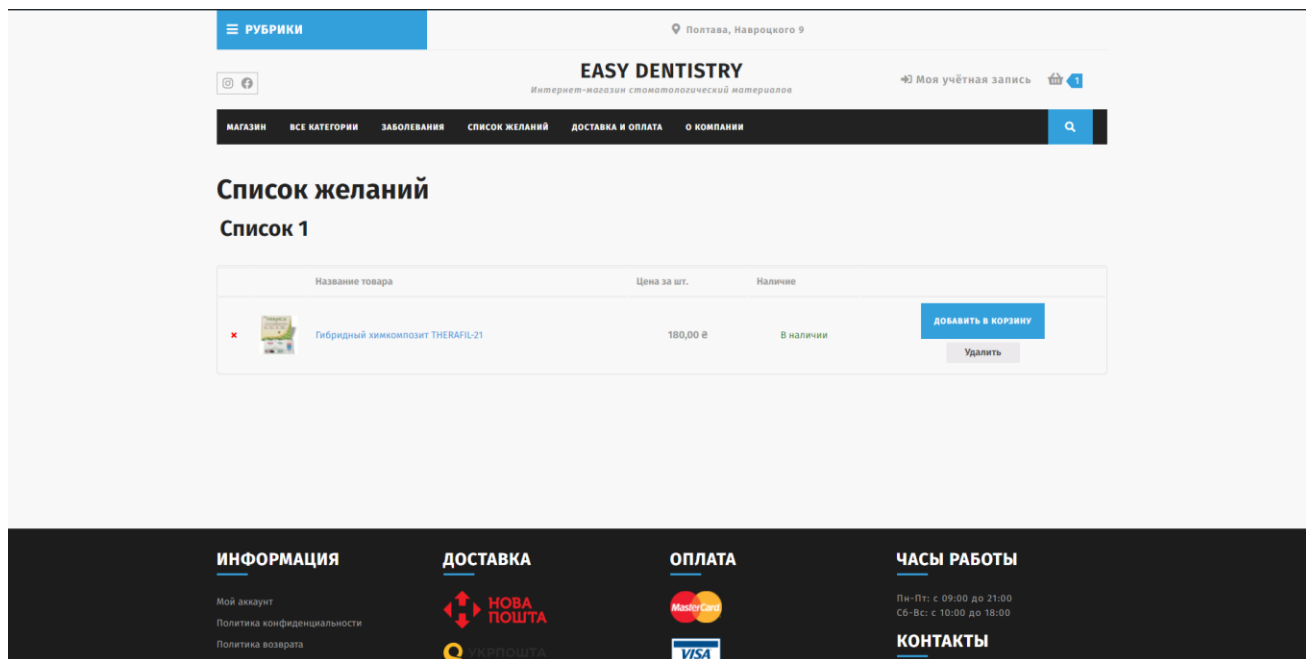 РУБРИКИ
Полтава, Навроцкого 9
EASY DENTISTRY
Интернет-магазин стоматологический материалов
Моя учётная запись
1
МАГАЗИН ВСЕ КАТЕГОРИИ ЗАБОЛЕВАНИЯ СПИСОК ЖЕЛАНИЙ ДОСТАВКА И ОПЛАТА О КОМПАНИИ
Список желаний
Список 1
Название товара Цена за шт. Наличие
Гибридный химкомпозит THERAFIL-21 180,00 ₴ В наличии
ДОБАВИТЬ В КОРЗИНУ
Удалить
ИНФОРМАЦИЯ
Мой аккаунт
Политика конфиденциальности
Политика возврата
ДОСТАВКА
НОВА
ПОШТА
УКРПОШТА
ОПЛАТА
MasterCard
VISA
ЧАСЫ РАБОТЫ
Пн-Пт: с 09:00 до 21:00
Сб-Вс: с 10:00 до 18:00
КОНТАКТЫ